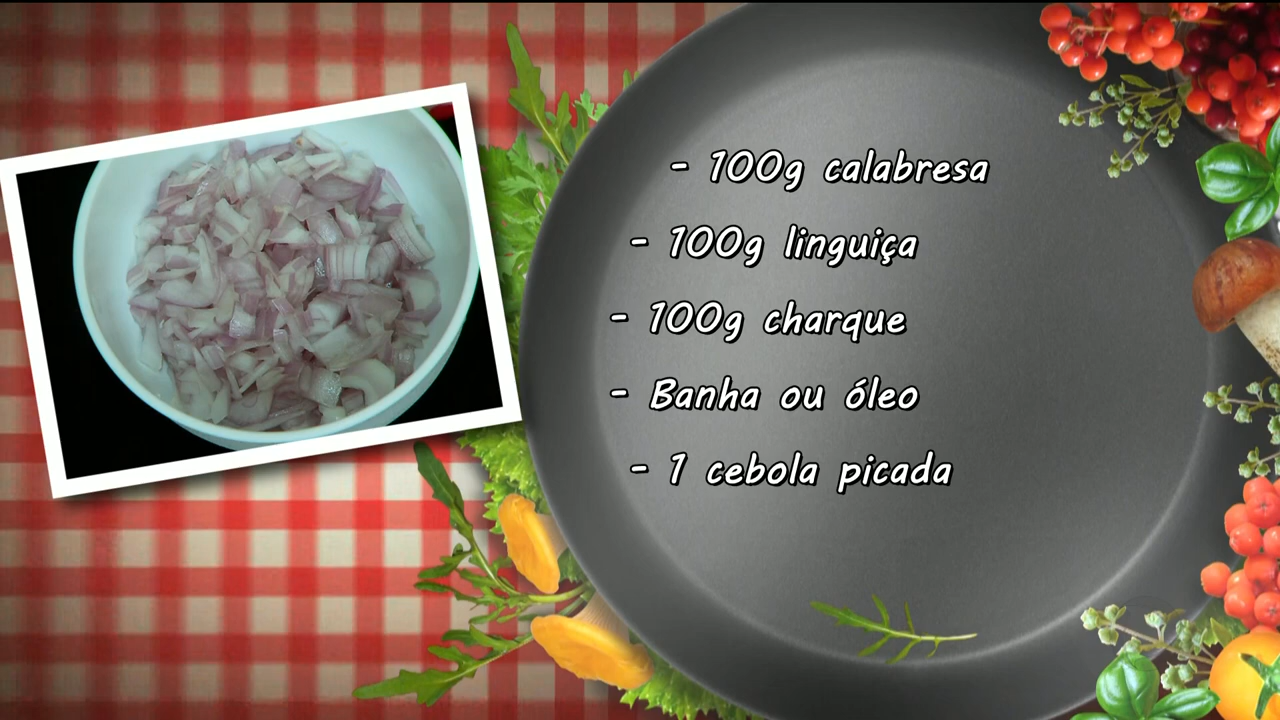 - 100g calabresa
- 100g linguiça
- 100g charque
- Banha ou óleo
- 1 cebola picada